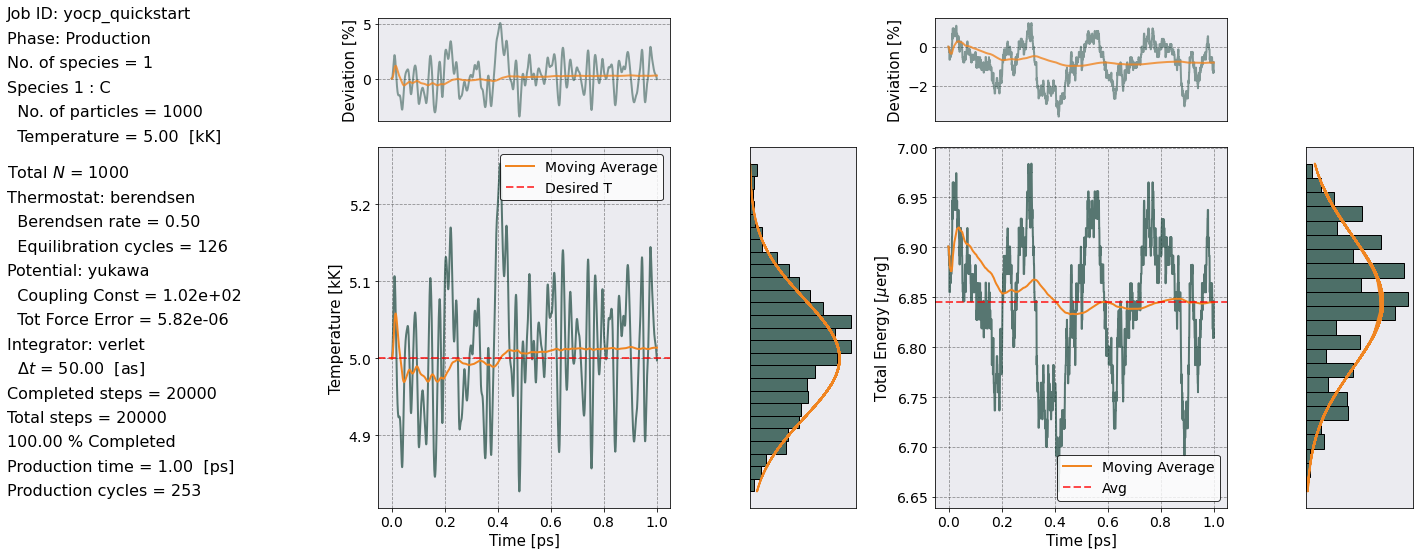 Job ID: yocp_quickstart
Phase: Production
No. of species = 1
Species 1 : C
No. of particles = 1000
Temperature = 5.00 [kK]
Total N = 1000
Thermostat: berendsen
Berendsen rate = 0.50
Equilibration cycles = 126
Potential: yukawa
Coupling Const = 1.02e+02
Tot Force Error = 5.82e-06
Integrator: verlet
Δt = 50.00 [as]
Completed steps = 20000
Total steps = 20000
100.00 % Completed
Production time = 1.00 [ps]
Production cycles = 253
Deviation [%]
5
0
Temperature [kK]
5.2
5.1
5.0
4.9
Moving Average
Desired T
0.0 0.2 0.4 0.6 0.8 1.0
Time [ps]
Deviation [%]
0
−2
Total Energy [μerg]
7.00
6.95
6.90
6.85
6.80
6.75
6.70
6.65
Moving Average
Avg
0.0 0.2 0.4 0.6 0.8 1.0
Time [ps]